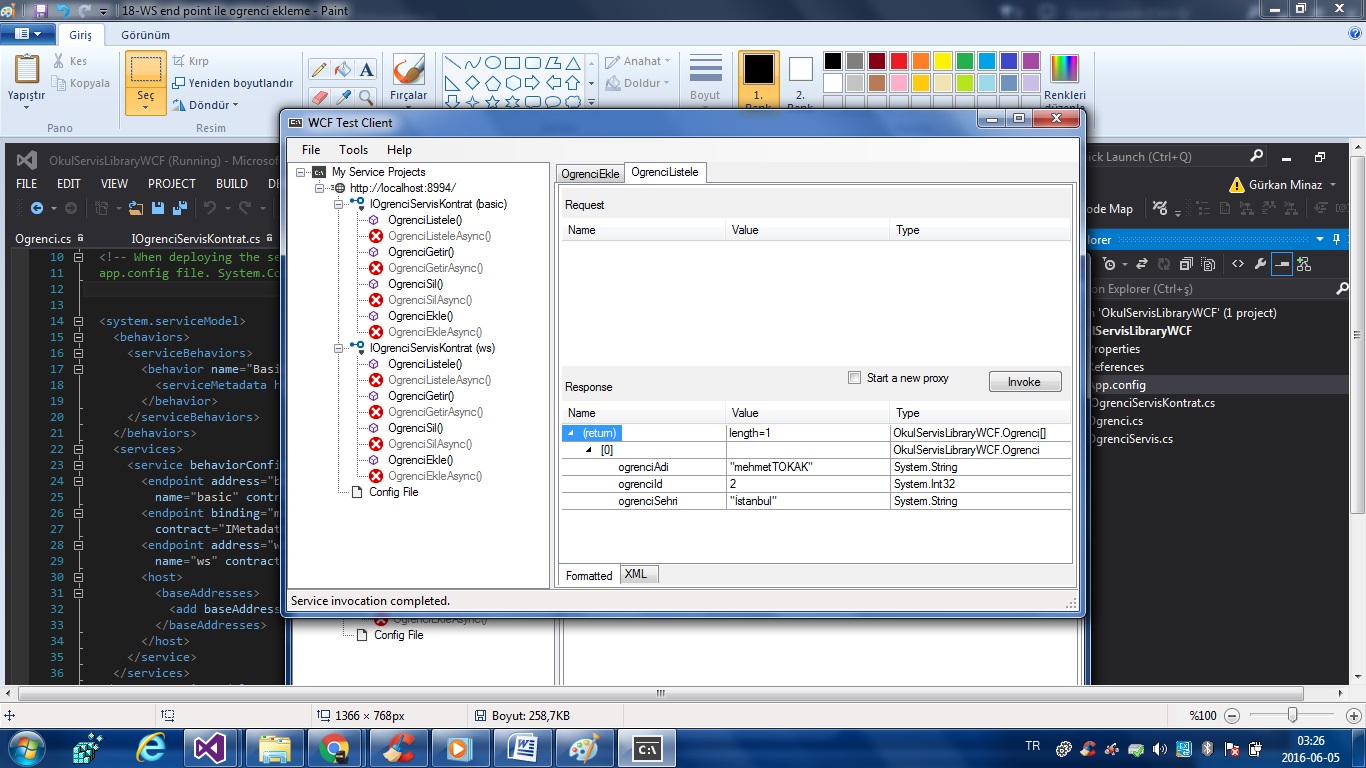 18-WS end point ile ogrenci ekleme - Paint
Giriş Görünüm
Yapıştır
Kes
Kopyala
Pano
Seç
Kırp
Yeniden boyutlandır
Döndür
Resim
A
Fırçalar
Anahat
Doldur
Boyut
1.
2.
Renkleri
OkulServisLibraryWCF (Running) - Microsof
FILE EDIT VIEW PROJECT BUILD
Ogrenci.cs IOgrenciServisKontrat.cs
10 <!-- When deploying the se
11 app.config file. System.Co
12
13
14 <system.serviceModel>
15 <behaviors>
16 <serviceBehaviors>
17 <behavior name="Basi
18 <serviceMetadata h
19 </behavior>
20 </serviceBehaviors>
21 </behaviors>
22 <services>
23 <service behaviorConfi
24 <endpoint address="b
25 name="basic" contr
26 <endpoint binding="m
27 contract="IMetadat
28 <endpoint address="w
29 name="ws" contract
30 <host>
31 <baseAddresses>
32 <add baseAddress
33 </baseAddresses>
34 </host>
35 </service>
36 </services>
WCF Test Client
File Tools Help
My Service Projects
http://localhost:8994/
IOgrenciServisKontrat (basic)
OgrenciListele()
OgrenciListeleAsync()
OgrenciGetir()
OgrenciGetirAsync()
OgrenciSil()
OgrenciSilAsync()
OgrenciEkle()
OgrenciEkleAsync()
IOgrenciServisKontrat (ws)
OgrenciListele()
OgrenciListeleAsync()
OgrenciGetir()
OgrenciGetirAsync()
OgrenciSil()
OgrenciSilAsync()
OgrenciEkle()
OgrenciEkleAsync()
Config File
OgrenciEkle OgrenciListele
Request
Name Value Type
Response
Start a new proxy
Invoke
Name Value Type
(return) length=1 OkulServisLibraryWCF.Ogrenci[]
[0] OkulServisLibraryWCF.Ogrenci
ogrenciAdi "mehmetTOKAK" System.String
ogrenciId 2 System.Int32
ogrenciSehri "İstanbul" System.String
Formatted XML
Service invocation completed.
OgrenciEkleAsync()
Config File
ick Launch (Ctrl+Q)
Gürkan Minaz
ode Map
lorer
on Explorer (Ctrl+ş)
n 'OkulServisLibraryWCF' (1 project)
ulServisLibraryWCF
Properties
References
App.config
OgrenciServisKontrat.cs
Ogrenci.cs
OgrenciServis.cs
1366 × 768px
Boyut: 258,7KB
%100
TR
03:26
2016-06-05